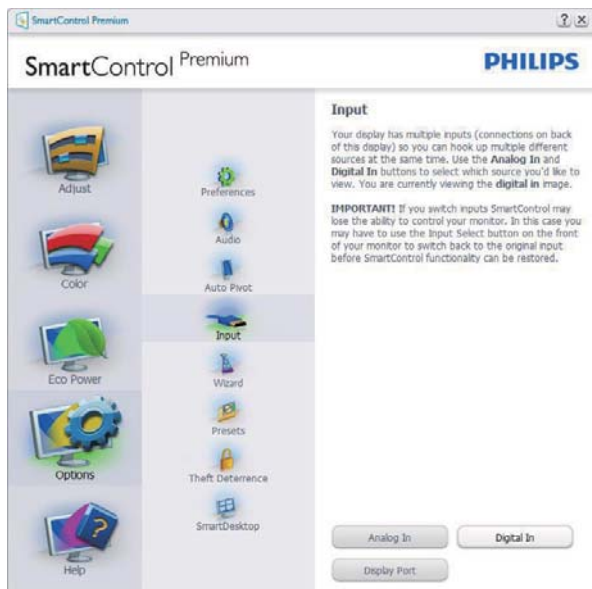 SmartControl Premium
? x
SmartControl Premium
PHILIPS
Adjust
Color
Eco Power
Options
Help
Preferences
Audio
Auto Pivot
Input
Wizard
Presets
Theft Deterrence
SmartDesktop
Input
Your display has multiple inputs (connections on back
of this display) so you can hook up multiple different
sources at the same time. Use the Analog In and
Digital In buttons to select which source you'd like to
view. You are currently viewing the digital in image.
IMPORTANT! If you switch inputs SmartControl may
lose the ability to control your monitor. In this case you
may have to use the Input Select button on the front
of your monitor to switch back to the original input
before SmartControl functionality can be restored.
Analog In
Digital In
Display Port